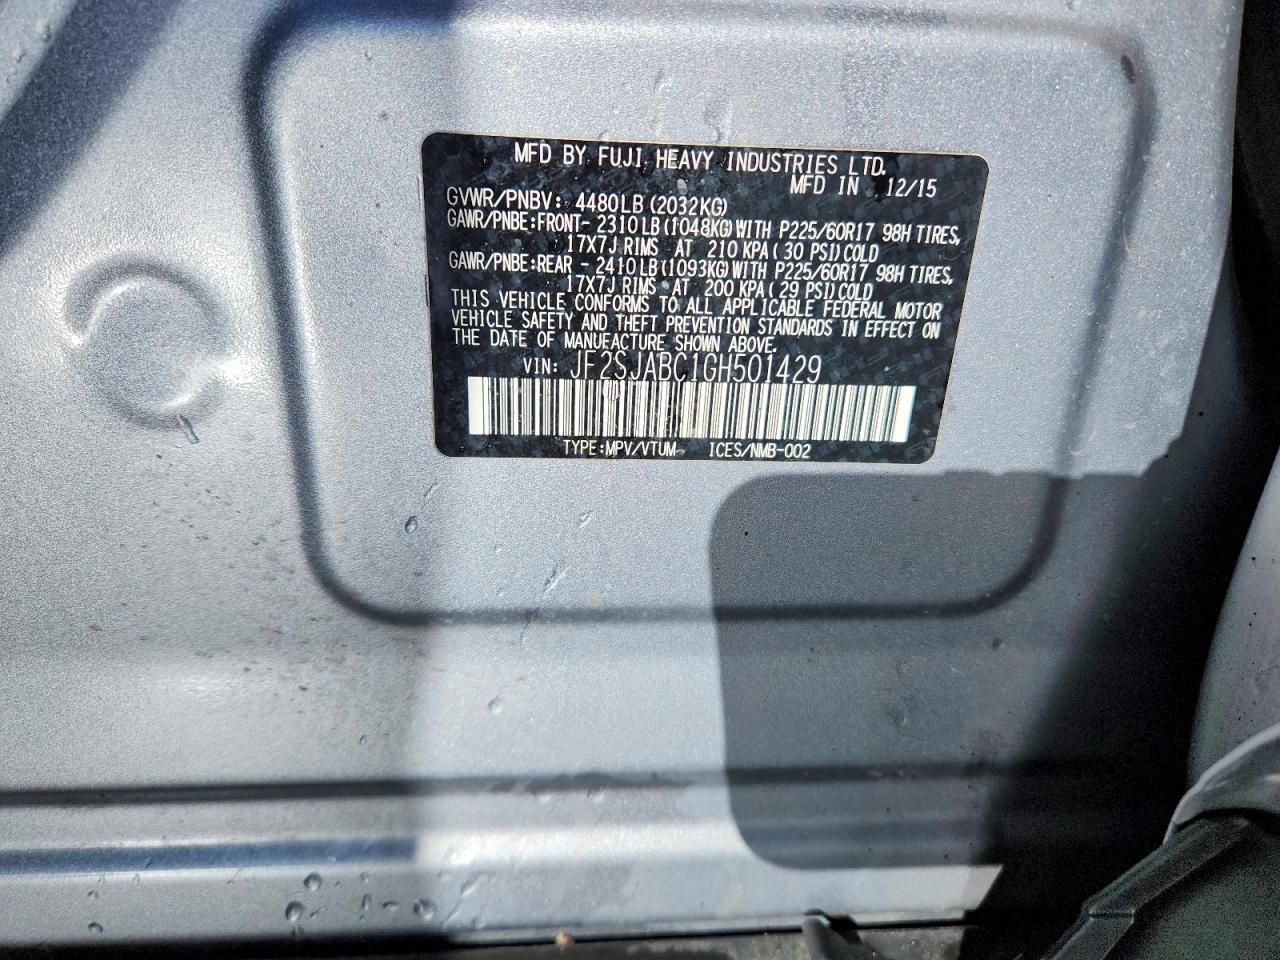 MFD BY FUJI HEAVY INDUSTRIES LTD.
MFD IN 12/15
GVWR/PNBV: 4480LB(2032KG)
GAWR/PNBE:FRONT- 2310LB(1048KG)WITH P225/60R17 98H TIRES,
17X7J RIMS AT 210 KPA(30 PSI)COLD
GAWR/PNBE:REAR - 2410LB(1093KG)WITH P225/60R17 98H TIRES,
17X7J RIMS AT 200 KPA(29 PSI)COLD
THIS VEHICLE CONFORMS TO ALL APPLICABLE FEDERAL MOTOR
VEHICLE SAFETY AND THEFT PREVENTION STANDARDS IN EFFECT ON
THE DATE OF MANUFACTURE SHOWN ABOVE.
VIN: JF2SJABC1GH501429
TYPE:MPV/VTUM ICES/NMB-002